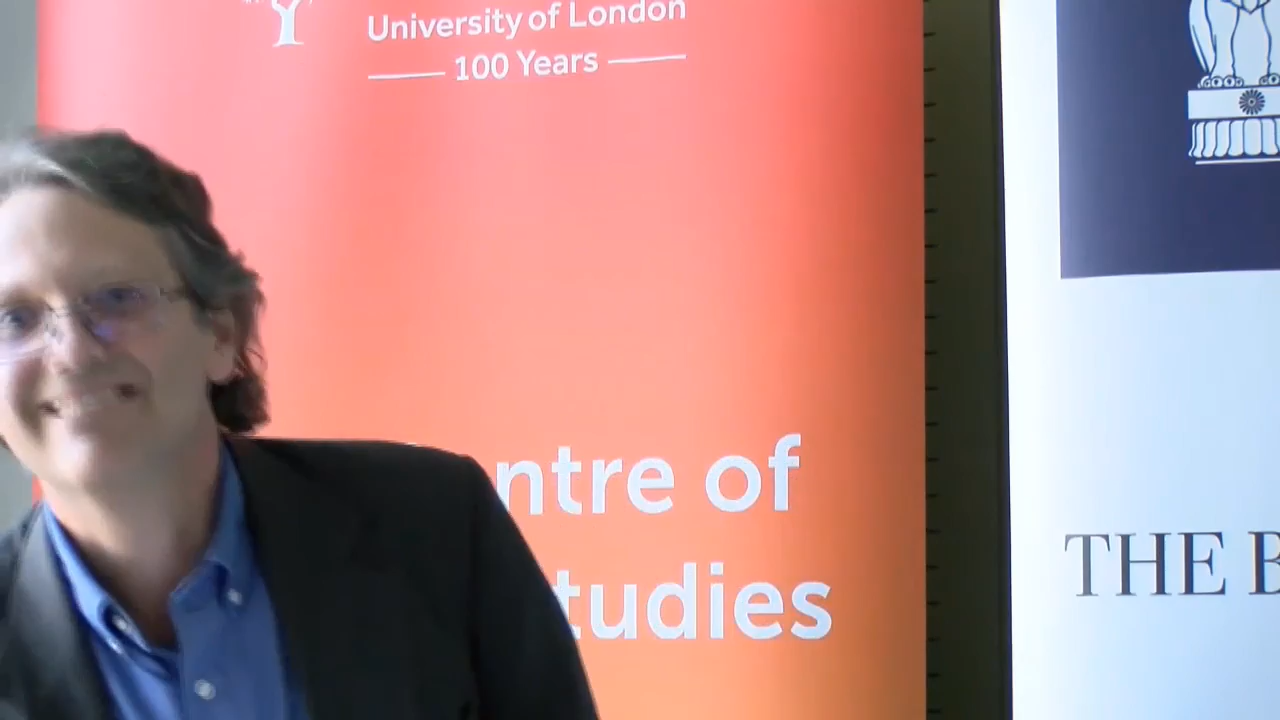 University of London
100 Years
ntre of
tudies
THE B